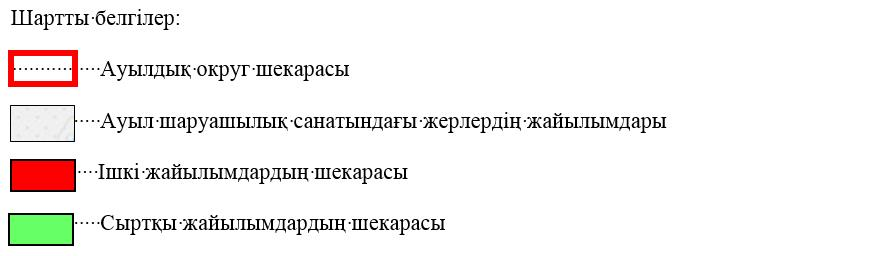 Шартты белгілер:
Ауылдық округ шекарасы
Ауыл шаруашылық санатындағы жерлердің жайылымдары
Ішкі жайылымдардың шекарасы
Сыртқы жайылымдардың шекарасы